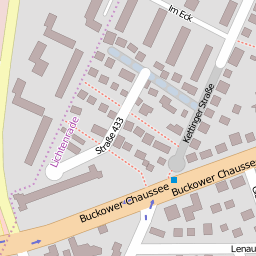 Im Eck
Kettinger Straße
Lichtenrade
Straße 433
Buckower Chaussee
Buckower Chausse
Lenau